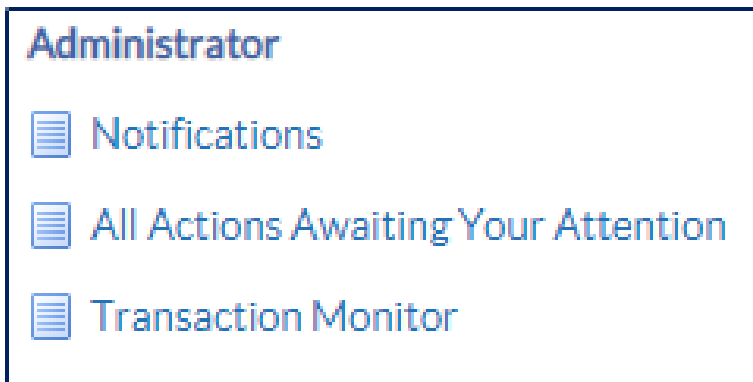 Administrator
Notifications
All Actions Awaiting Your Attention
Transaction Monitor